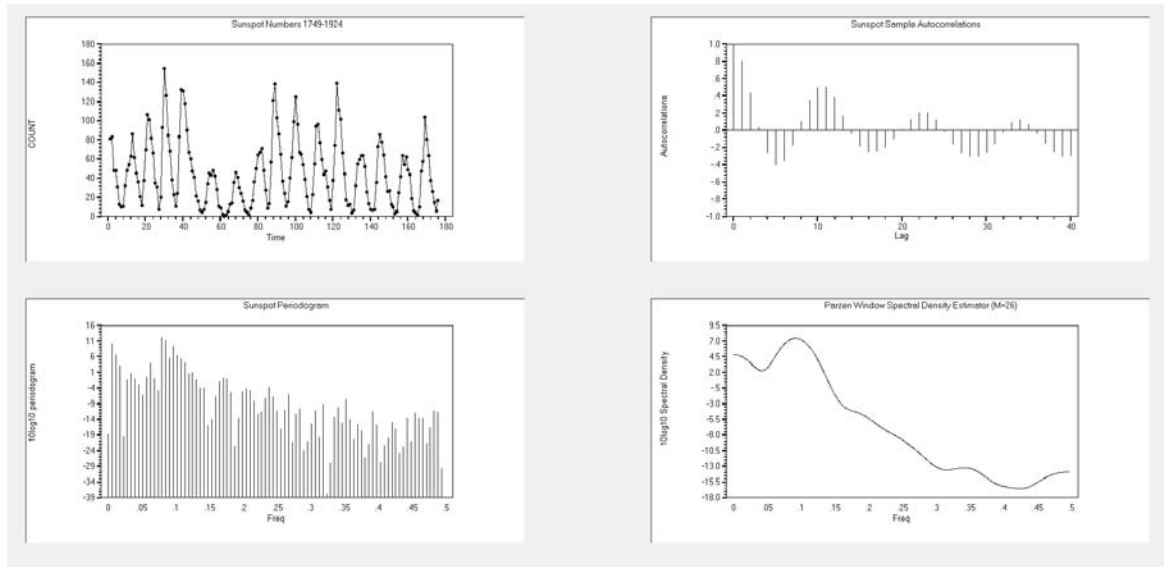 Sunspot Numbers 1749-1924
180
160
140
120
100
80
60
40
20
0
COUNT
0 20 40 60 80 100 120 140 160 180
Time
Sunspot Sample Autocorrelations
1.0
.8
.6
.4
.2
.0
-.2
-.4
-.6
-.8
-1.0
Autocorrelations
0 10 20 30 40
Lag
Sunspot Periodogram
16
11
6
1
-4
-9
-14
-19
-24
-29
-34
-39
10log10 periodogram
0 .05 .1 .15 .2 .25 .3 .35 .4 .45 .5
Freq
Parzen Window Spectral Density Estimator (M=26)
9.5
7.0
4.5
2.0
-.5
-3.0
-5.5
-8.0
-10.5
-13.0
-15.5
-18.0
10log10 Spectral Density
0 .05 .1 .15 .2 .25 .3 .35 .4 .45 .5
Freq